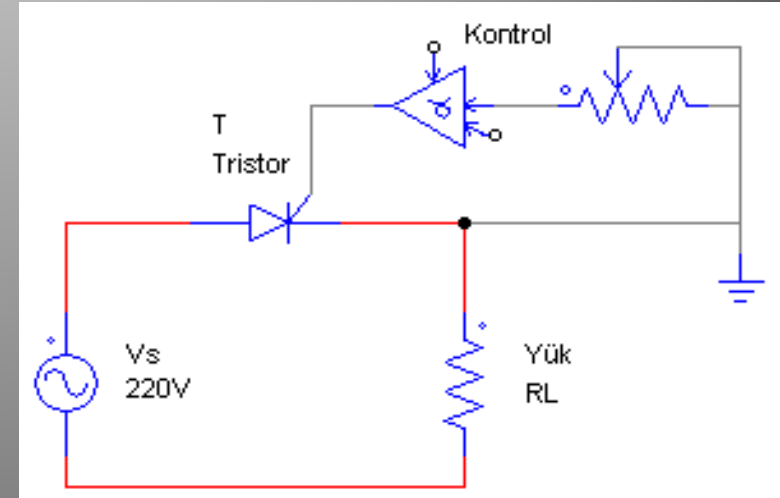 Kontrol
T
Tristor
Vs
220V
Yük
RL
α